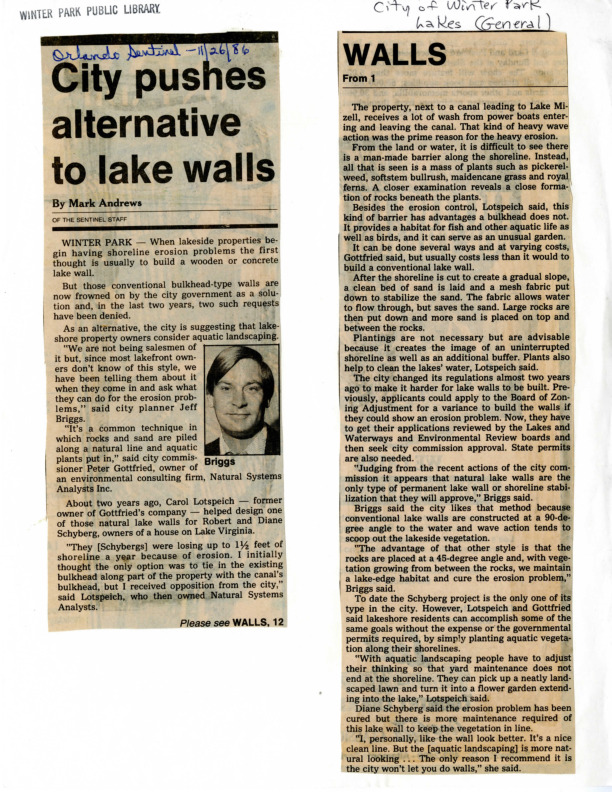 WINTER PARK PUBLIC LIBRARY
City of Winter Park
Lakes (General)
Orlando Sentinel - 11/26/86
City pushes
alternative
to lake walls
By Mark Andrews
OF THE SENTINEL STAFF
WINTER PARK — When lakeside properties be-
gin having shoreline erosion problems the first
thought is usually to build a wooden or concrete
lake wall.
But those conventional bulkhead-type walls are
now frowned on by the city government as a solu-
tion and, in the last two years, two such requests
have been denied.
As an alternative, the city is suggesting that lake-
shore property owners consider aquatic landscaping.
"We are not being salesmen of
it but, since most lakefront own-
ers don't know of this style, we
have been telling them about it
when they come in and ask what
they can do for the erosion prob-
lems," said city planner Jeff
Briggs.
"It's a common technique in
which rocks and sand are piled
along a natural line and aquatic
plants put in," said city commis-
sioner Peter Gottfried, owner of
Briggs
an environmental consulting firm, Natural Systems
Analysts Inc.
About two years ago, Carol Lotspeich — former
owner of Gottfried's company — helped design one
of those natural lake walls for Robert and Diane
Schyberg, owners of a house on Lake Virginia.
"They [Schybergs] were losing up to 1½ feet of
shoreline a year because of erosion. I initially
thought the only option was to tie in the existing
bulkhead along part of the property with the canal's
bulkhead, but I received opposition from the city,"
said Lotspeich, who then owned Natural Systems
Analysts.
Please see WALLS, 12
WALLS
From 1
The property, next to a canal leading to Lake Mi-
zell, receives a lot of wash from power boats enter-
ing and leaving the canal. That kind of heavy wave
action was the prime reason for the heavy erosion.
From the land or water, it is difficult to see there
is a man-made barrier along the shoreline. Instead,
all that is seen is a mass of plants such as pickerel-
weed, softstem bullrush, maidencane grass and royal
ferns. A closer examination reveals a close forma-
tion of rocks beneath the plants.
Besides the erosion control, Lotspeich said, this
kind of barrier has advantages a bulkhead does not.
It provides a habitat for fish and other aquatic life as
well as birds, and it can serve as an unusual garden.
It can be done several ways and at varying costs,
Gottfried said, but usually costs less than it would to
build a conventional lake wall.
After the shoreline is cut to create a gradual slope,
a clean bed of sand is laid and a mesh fabric put
down to stabilize the sand. The fabric allows water
to flow through, but saves the sand. Large rocks are
then put down and more sand is placed on top and
between the rocks.
Plantings are not necessary but are advisable
because it creates the image of an uninterrupted
shoreline as well as an additional buffer. Plants also
help to clean the lakes' water, Lotspeich said.
The city changed its regulations almost two years
ago to make it harder for lake walls to be built. Pre-
viously, applicants could apply to the Board of Zon-
ing Adjustment for a variance to build the walls if
they could show an erosion problem. Now, they have
to get their applications reviewed by the Lakes and
Waterways and Environmental Review boards and
then seek city commission approval. State permits
are also needed.
"Judging from the recent actions of the city com-
mission it appears that natural lake walls are the
only type of permanent lake wall or shoreline stabi-
lization that they will approve," Briggs said.
Briggs said the city likes that method because
conventional lake walls are constructed at a 90-de-
gree angle to the water and wave action tends to
scoop out the lakeside vegetation.
"The advantage of that other style is that the
rocks are placed at a 45-degree angle and, with vege-
tation growing from between the rocks, we maintain
a lake-edge habitat and cure the erosion problem,"
Briggs said.
To date the Schyberg project is the only one of its
type in the city. However, Lotspeich and Gottfried
said lakeshore residents can accomplish some of the
same goals without the expense or the governmental
permits required, by simply planting aquatic vegeta-
tion along their shorelines.
"With aquatic landscaping people have to adjust
their thinking so that yard maintenance does not
end at the shoreline. They can pick up a neatly land-
scaped lawn and turn it into a flower garden extend-
ing into the lake," Lotspeich said.
Diane Schyberg said the erosion problem has been
cured but there is more maintenance required of
this lake wall to keep the vegetation in line.
"I, personally, like the wall look better. It's a nice
clean line. But the [aquatic landscaping] is more nat-
ural looking ... The only reason I recommend it is
the city won't let you do walls," she said.